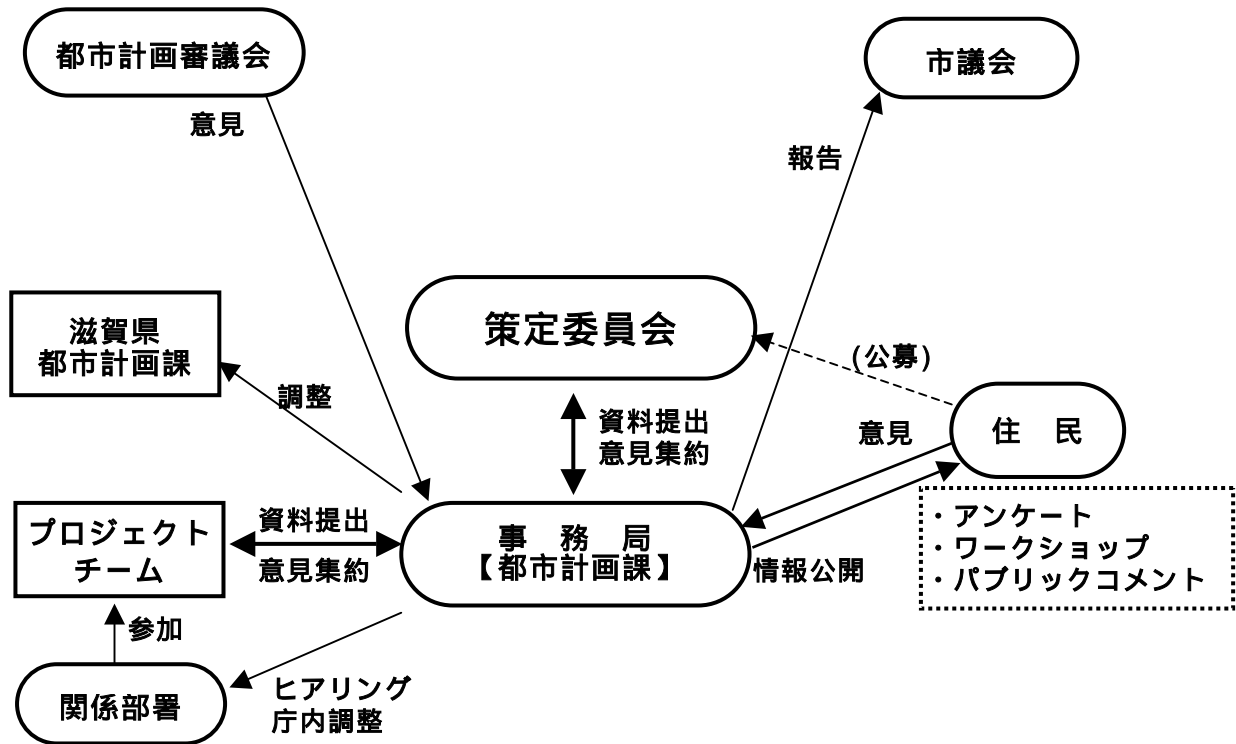 都市計画審議会
市議会
意見
報告
策定委員会
滋賀県
都市計画課
(公募)
調整
資料提出
意見集約
意見
住　民
プロジェクト
チーム
資料提出
意見集約
事　務　局
【都市計画課】
情報公開
・アンケート
・ワークショップ
・パブリックコメント
参加
関係部署
ヒアリング
庁内調整